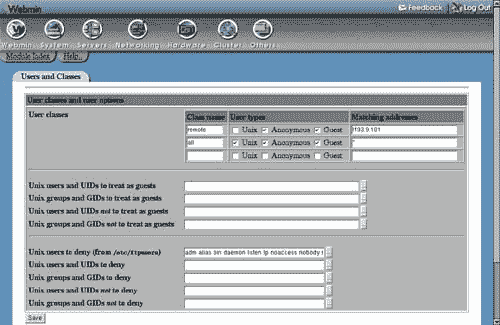 Webmin
Feedback Log Out
Webmin System Servers Networking Hardware Cluster Others
Module Index Help..
Users and Classes
User classes and user options
User classes Class name User types Matching addresses
remote Unix Anonymous Guest !193.9.101
all Unix Anonymous Guest *
Unix Anonymous Guest
Unix users and UIDs to treat as guests
Unix groups and GIDs to treat as guests
Unix users and UIDs not to treat as guests
Unix groups and GIDs not to treat as guests
Unix users to deny (from /etc/ftpusers) adm alias bin daemon listen lp noaccess nobody
Unix users and UIDs to deny
Unix groups and GIDs to deny
Unix users and UIDs not to deny
Unix groups and GIDs not to deny
Save